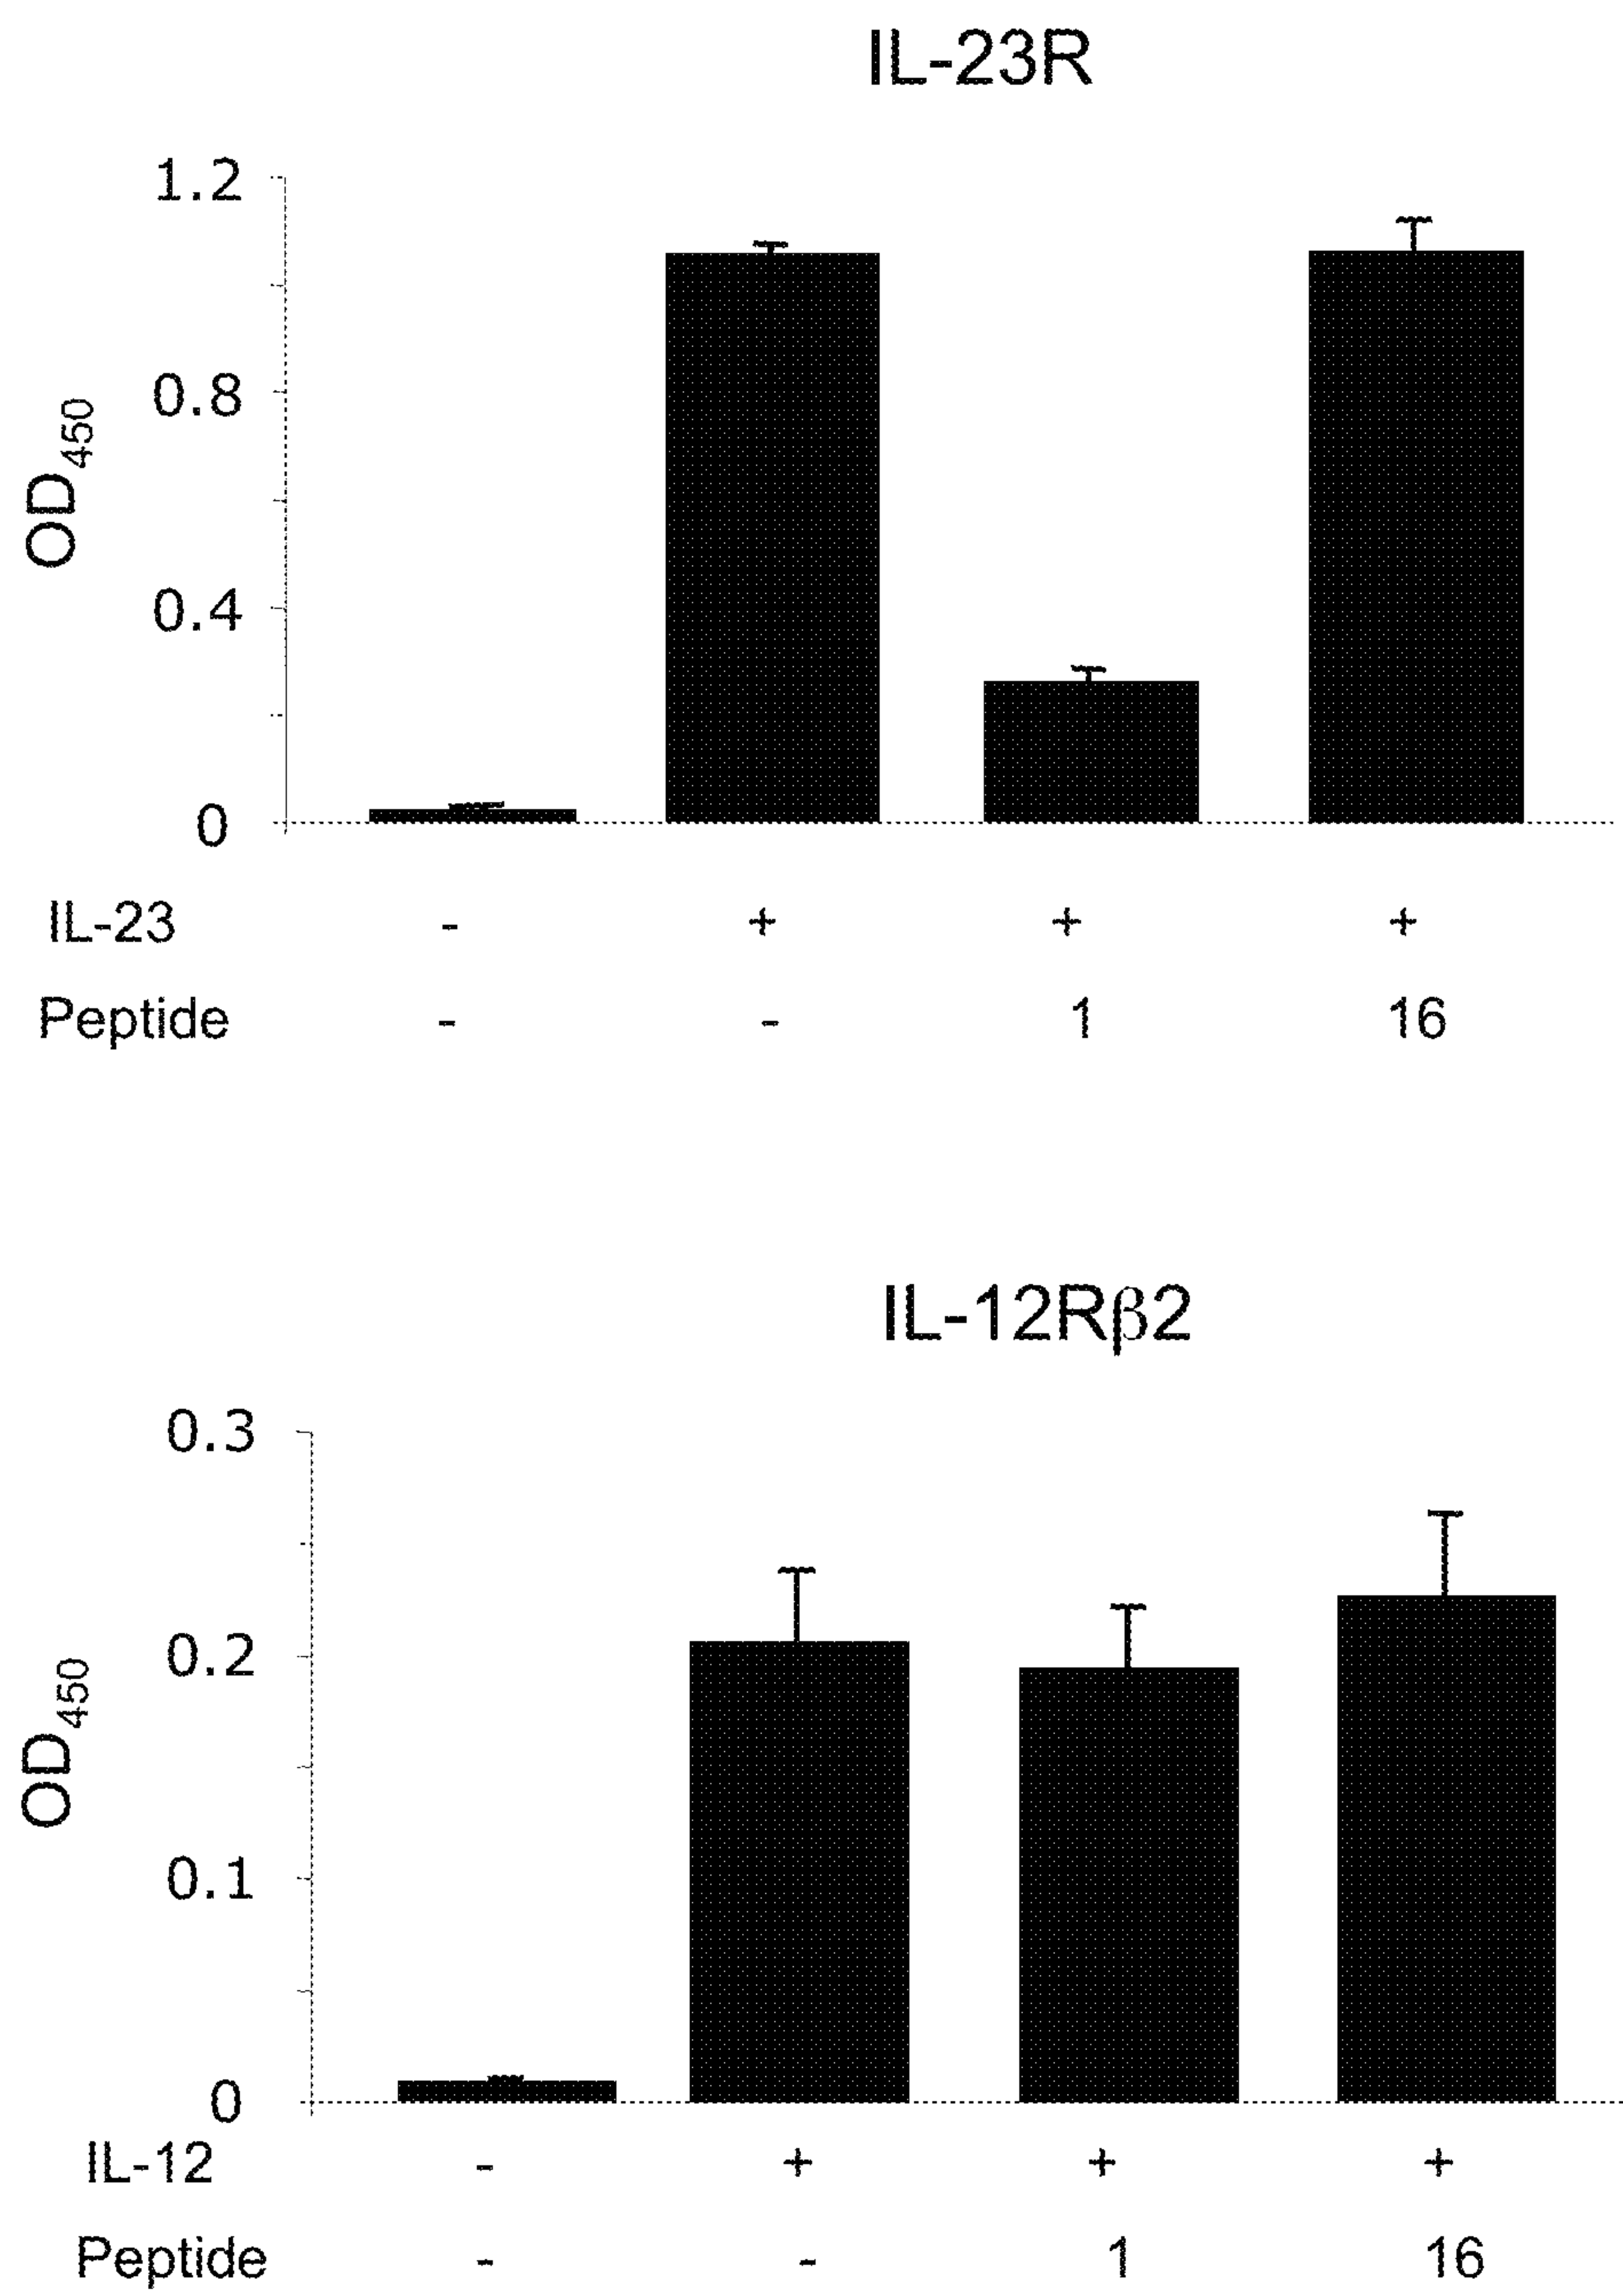 IL-23R
1.2
0.8
0.4
0
OD450
IL-23 - + + +
Peptide - - 1 16
IL-12Rβ2
0.3
0.2
0.1
0
OD450
IL-12 - + + +
Peptide - - 1 16